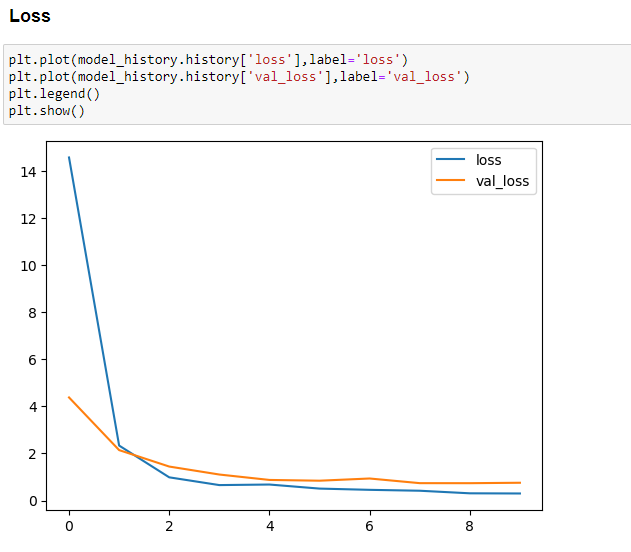 Loss
plt.plot(model_history.history['loss'],label='loss')
plt.plot(model_history.history['val_loss'],label='val_loss')
plt.legend()
plt.show()
loss
val_loss
14
12
10
8
6
4
2
0
0 2 4 6 8